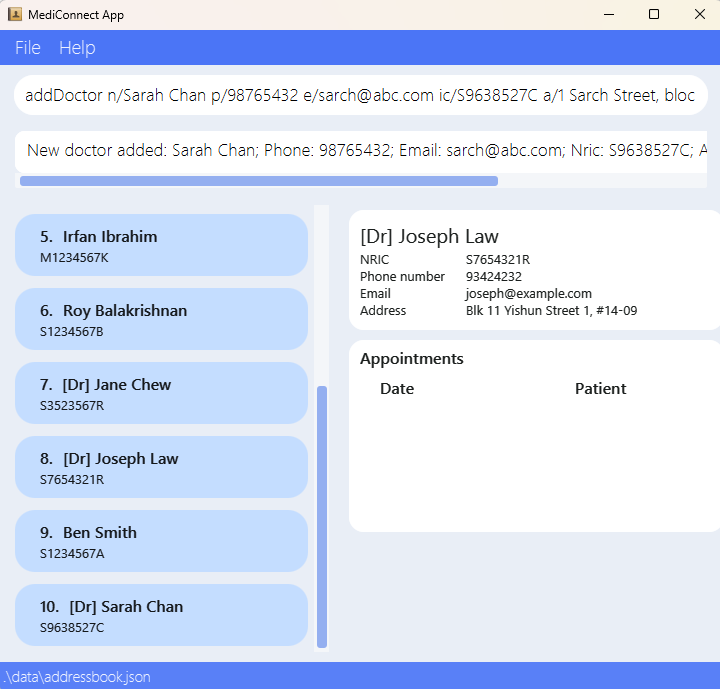 MediConnect App
File Help
addDoctor n/Sarah Chan p/98765432 e/sarch@abc.com ic/S9638527C a/1 Sarch Street, bloc
New doctor added: Sarah Chan; Phone: 98765432; Email: sarch@abc.com; Nric: S9638527C; A
5. Irfan Ibrahim
M1234567K
6. Roy Balakrishnan
S1234567B
7. [Dr] Jane Chew
S3523567R
8. [Dr] Joseph Law
S7654321R
9. Ben Smith
S1234567A
10. [Dr] Sarah Chan
S9638527C
[Dr] Joseph Law
NRIC S7654321R
Phone number 93424232
Email joseph@example.com
Address Blk 11 Yishun Street 1, #14-09
Appointments
Date Patient
.\data\addressbook.json